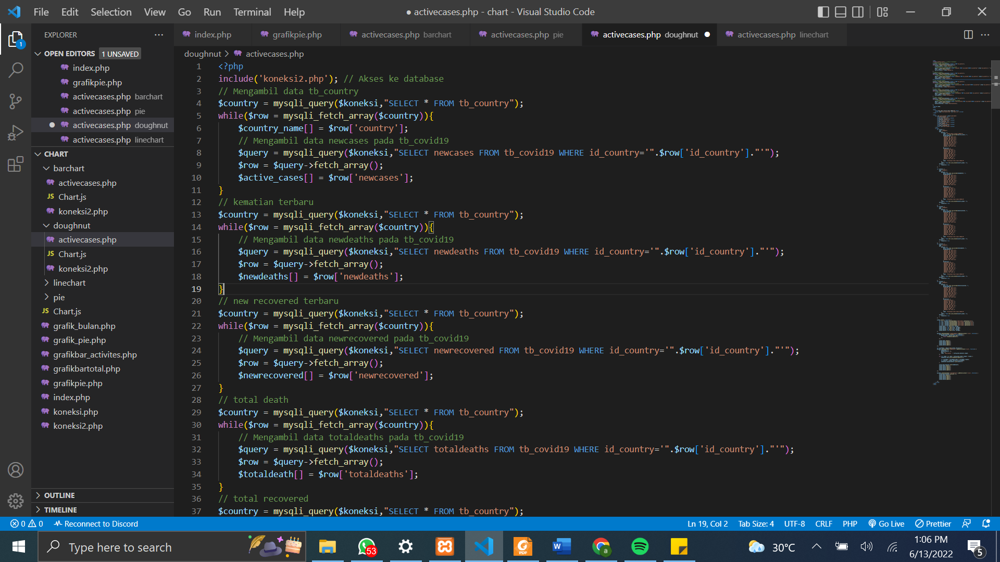 File Edit Selection View Go Run Terminal Help
● activecases.php - chart - Visual Studio Code
EXPLORER
index.php
grafikpie.php
activecases.php barchart
activecases.php pie
activecases.php doughnut
activecases.php linechart
OPEN EDITORS 1 UNSAVED
index.php
grafikpie.php
activecases.php barchart
activecases.php pie
activecases.php doughnut
activecases.php linechart
CHART
barchart
activecases.php
JS Chart.js
koneksi2.php
doughnut
activecases.php
JS Chart.js
koneksi2.php
linechart
pie
JS Chart.js
grafik_bulan.php
grafik_pie.php
grafikbar_activites.php
grafikbartotal.php
grafikpie.php
index.php
koneksi.php
koneksi2.php
OUTLINE
TIMELINE
1
doughnut > activecases.php
1 <?php
2 include('koneksi2.php'); // Akses ke database
3 // Mengambil data tb_country
4 $country = mysqli_query($koneksi,"SELECT * FROM tb_country");
5 while($row = mysqli_fetch_array($country)){
6 $country_name[] = $row['country'];
7 // Mengambil data newcases pada tb_covid19
8 $query = mysqli_query($koneksi,"SELECT newcases FROM tb_covid19 WHERE id_country='".$row['id_country']."'");
9 $row = $query->fetch_array();
10 $active_cases[] = $row['newcases'];
11 }
12 // kematian terbaru
13 $country = mysqli_query($koneksi,"SELECT * FROM tb_country");
14 while($row = mysqli_fetch_array($country)){
15 // Mengambil data newdeaths pada tb_covid19
16 $query = mysqli_query($koneksi,"SELECT newdeaths FROM tb_covid19 WHERE id_country='".$row['id_country']."'");
17 $row = $query->fetch_array();
18 $newdeaths[] = $row['newdeaths'];
19 }
20 // new recovered terbaru
21 $country = mysqli_query($koneksi,"SELECT * FROM tb_country");
22 while($row = mysqli_fetch_array($country)){
23 // Mengambil data newrecovered pada tb_covid19
24 $query = mysqli_query($koneksi,"SELECT newrecovered FROM tb_covid19 WHERE id_country='".$row['id_country']."'");
25 $row = $query->fetch_array();
26 $newrecovered[] = $row['newrecovered'];
27 }
28 // total death
29 $country = mysqli_query($koneksi,"SELECT * FROM tb_country");
30 while($row = mysqli_fetch_array($country)){
31 // Mengambil data totaldeaths pada tb_covid19
32 $query = mysqli_query($koneksi,"SELECT totaldeaths FROM tb_covid19 WHERE id_country='".$row['id_country']."'");
33 $row = $query->fetch_array();
34 $totaldeath[] = $row['totaldeaths'];
35 }
36 // total recovered
37 $country = mysqli_query($koneksi,"SELECT * FROM tb_country");
0 0 Reconnect to Discord
Ln 19, Col 2 Tab Size: 4 UTF-8 CRLF PHP Go Live Prettier
Type here to search
53
PDF
W
a
30°C
1:06 PM
6/13/2022
5